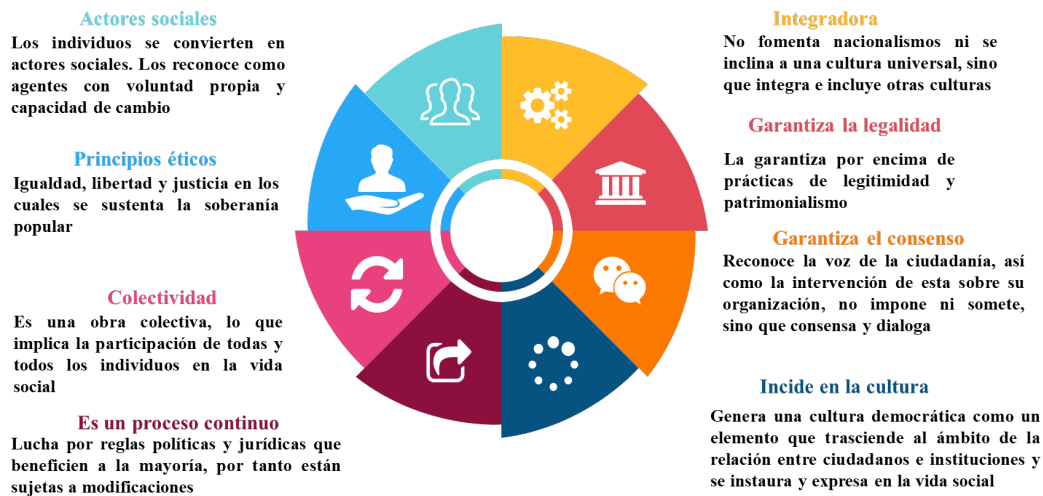 Actores sociales
Los individuos se convierten en
actores sociales. Los reconoce como
agentes con voluntad propia y
capacidad de cambio
Principios éticos
Igualdad, libertad y justicia en los
cuales se sustenta la soberanía
popular
Colectividad
Es una obra colectiva, lo que
implica la participación de todas y
todos los individuos en la vida
social
Es un proceso continuo
Lucha por reglas políticas y jurídicas que
beneficien a la mayoría, por tanto están
sujetas a modificaciones
Integradora
No fomenta nacionalismos ni se
inclina a una cultura universal, sino
que integra e incluye otras culturas
Garantiza la legalidad
La garantiza por encima de
prácticas de legitimidad y
patrimonialismo
Garantiza el consenso
Reconoce la voz de la ciudadanía, así
como la intervención de esta sobre su
organización, no impone ni somete,
sino que consensa y dialoga
Incide en la cultura
Genera una cultura democrática como un
elemento que trasciende al ámbito de la
relación entre ciudadanos e instituciones y
se instaura y expresa en la vida social